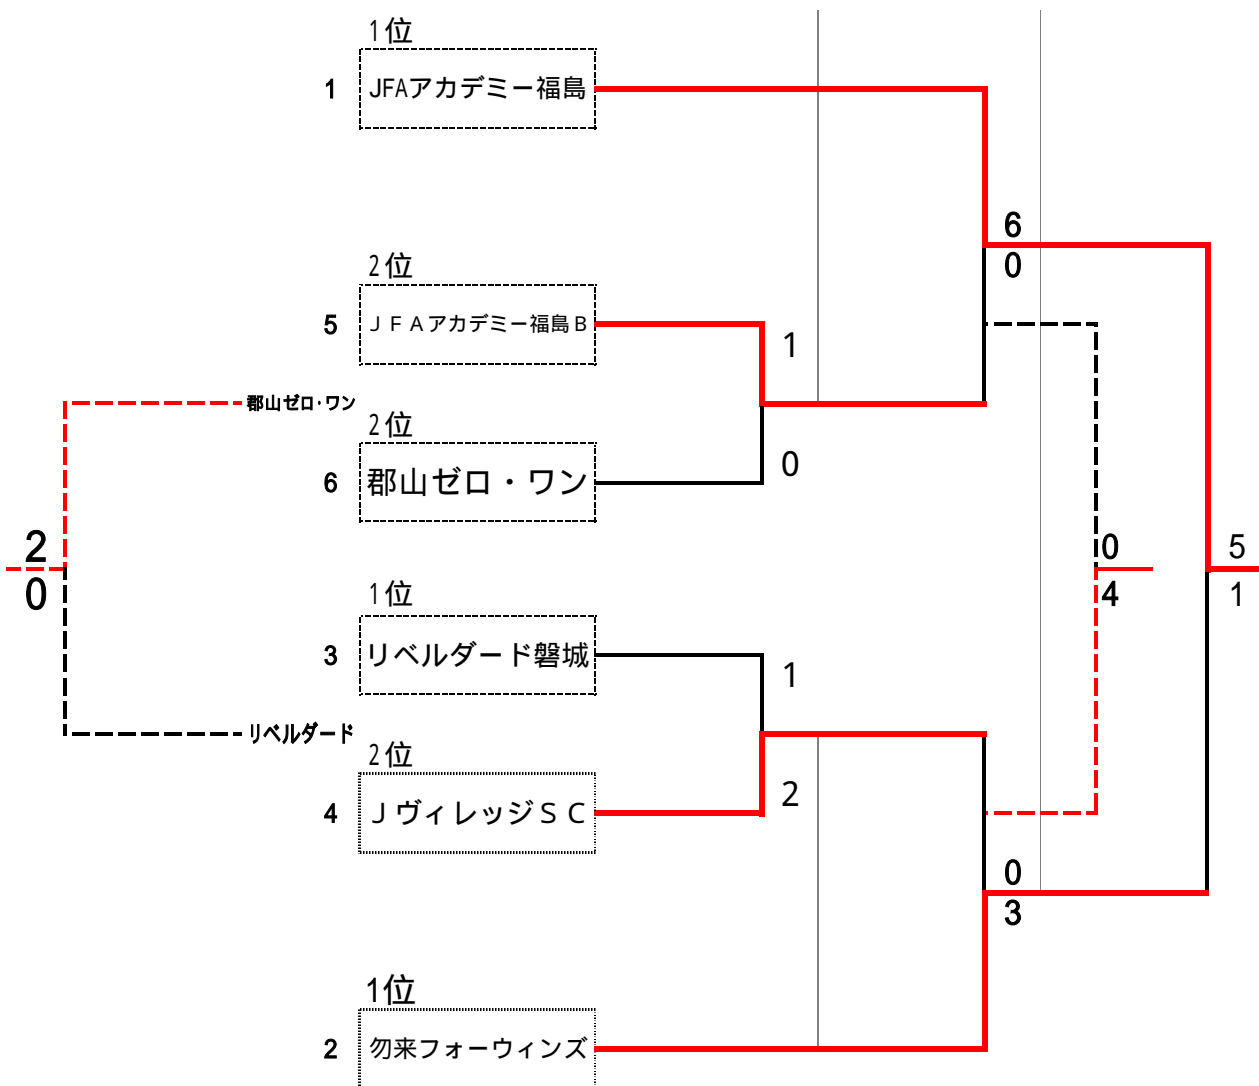 1位
1
JFAアカデミー福島
6
0
2位
5
ＪＦＡアカデミー福島Ｂ
1
郡山ゼロ・ワン
2位
6
郡山ゼロ・ワン
0
2
0
0
4
5
1
1位
3
リベルダード磐城
1
リベルダード
2位
4
ＪヴィレッジＳＣ
2
0
3
1位
2
勿来フォーウィンズ